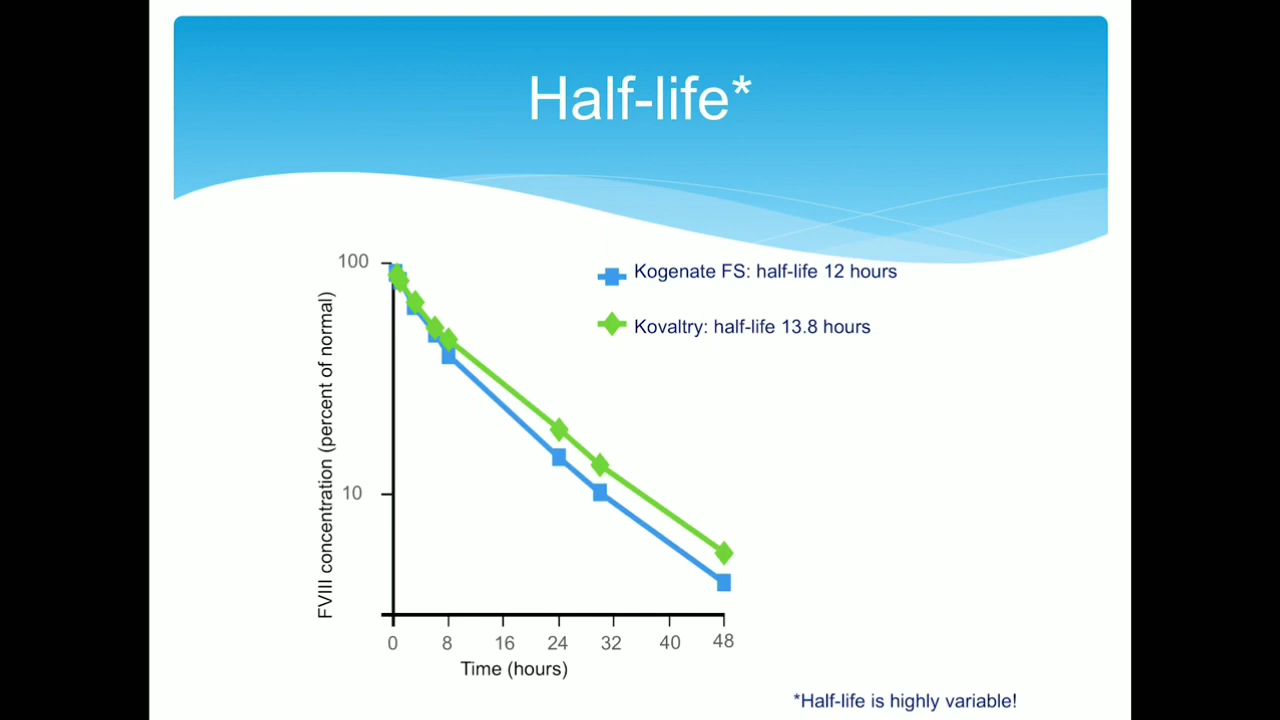 Half-life*
100
10
FVIII concentration (percent of normal)
Kogenate FS: half-life 12 hours
Kovaltry: half-life 13.8 hours
0 8 16 24 32 40 48
Time (hours)
*Half-life is highly variable!